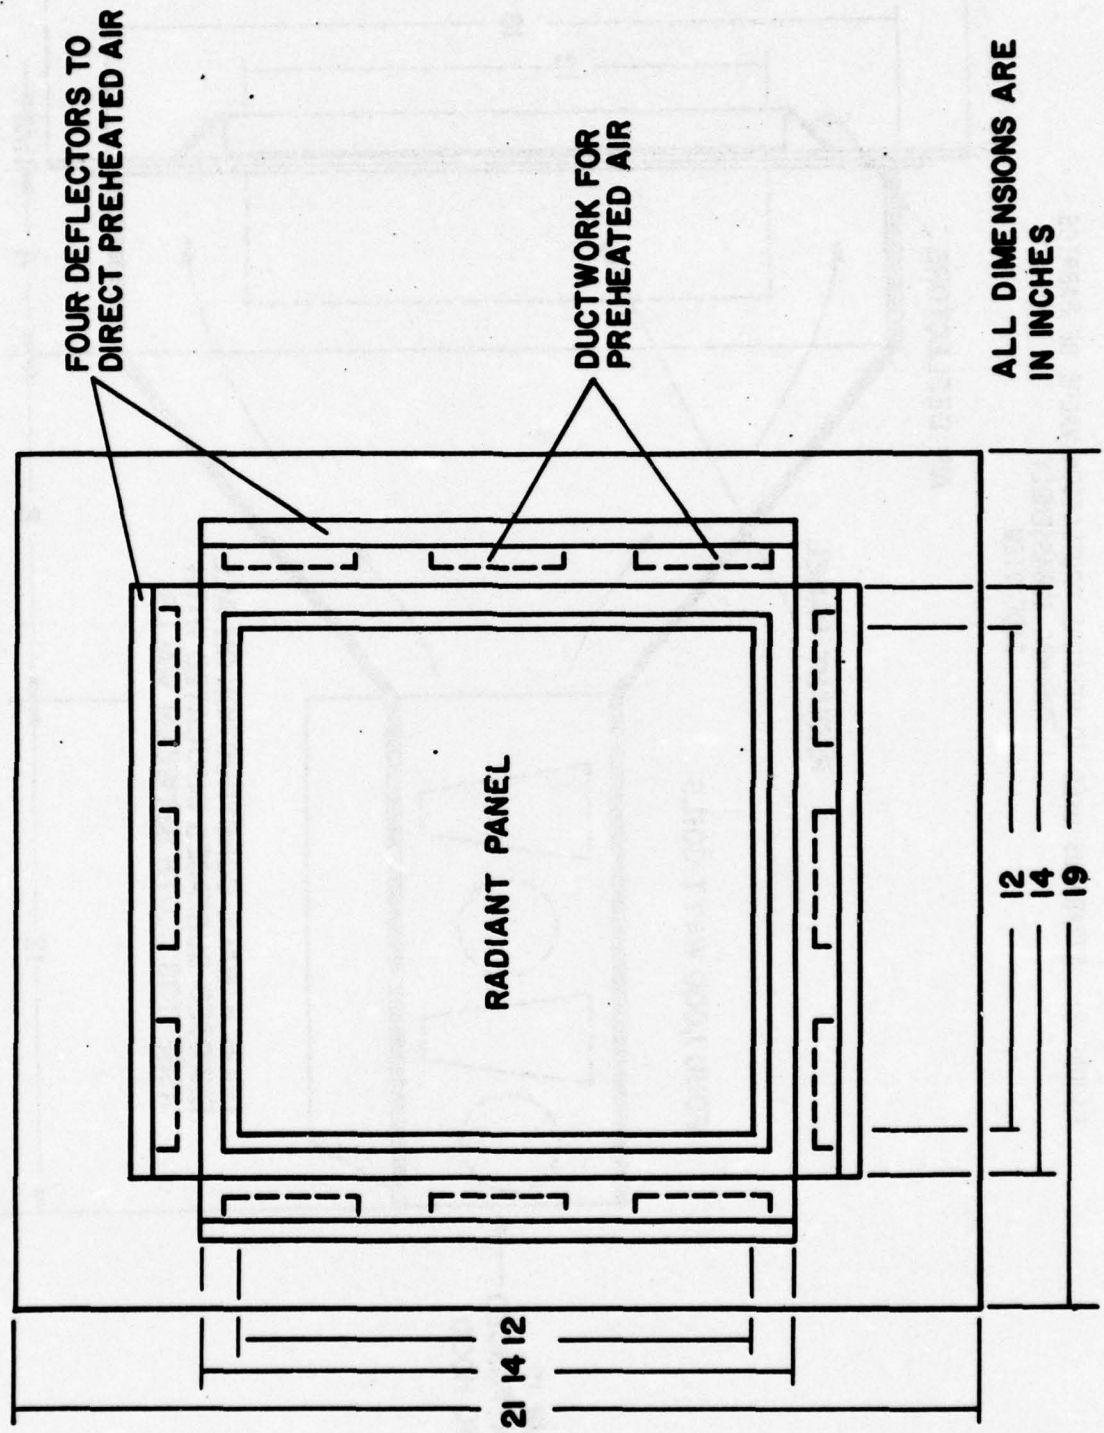 FOUR DEFLECTORS TO
DIRECT PREHEATED AIR
DUCTWORK FOR
PREHEATED AIR
RADIANT PANEL
ALL DIMENSIONS ARE
IN INCHES
21
14
12
12
14
19